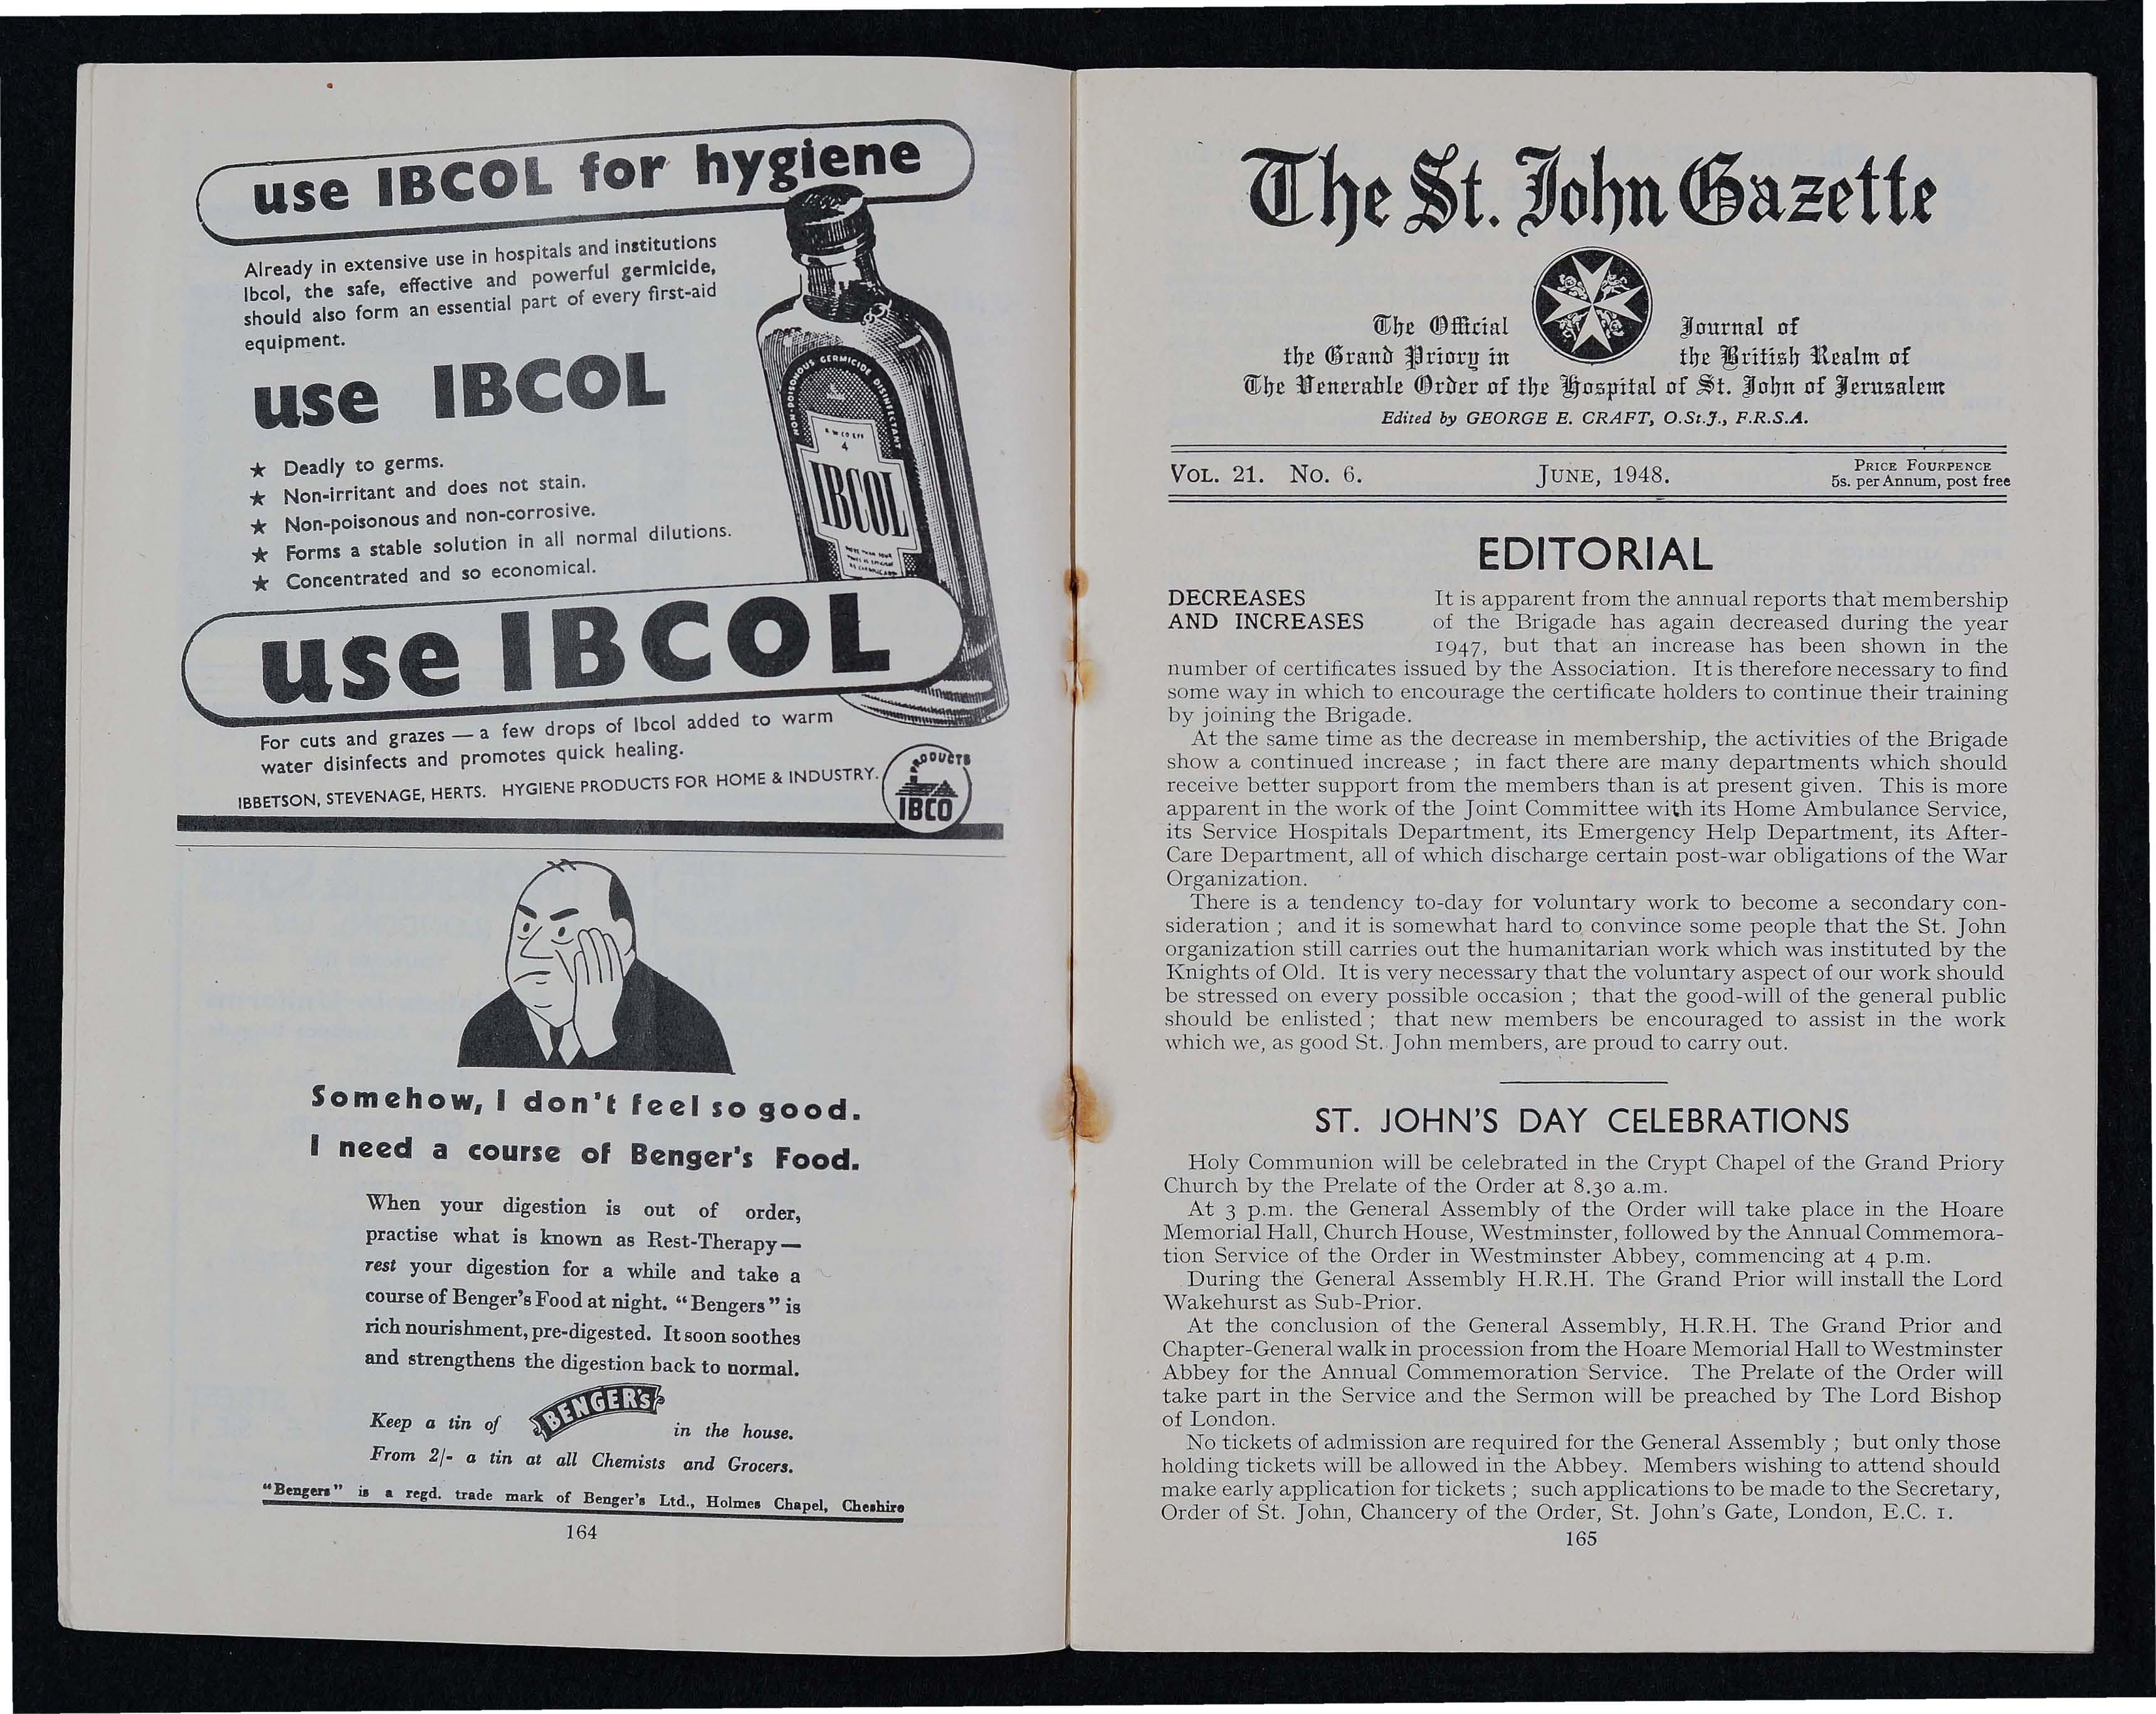 use IBCOL for hygiene
Already in extensive use in hospitals and institutions
Ibcol, the safe, effective and powerful germicide,
should also form an essential part of every first-aid
equipment.
use IBCOL
★ Deadly to germs.
★ Non-irritant and does not stain.
★ Non-poisonous and non-corrosive.
★ Forms a stable solution in all normal dilutions.
★ Concentrated and so economical.
NON-POISONOUS GERMICIDE DISINFECTANT
4
IBCOL
use IBCOL
For cuts and grazes — a few drops of Ibcol added to warm
water disinfects and promotes quick healing.
IBBETSON, STEVENAGE, HERTS. HYGIENE PRODUCTS FOR HOME & INDUSTRY.
PRODUCTS
IBCO
Somehow, I don't feel so good.
I need a course of Benger's Food.
When your digestion is out of order,
practise what is known as Rest-Therapy—
rest your digestion for a while and take a
course of Benger's Food at night. "Bengers" is
rich nourishment, pre-digested. It soon soothes
and strengthens the digestion back to normal.
Keep a tin of BENGER'S in the house.
From 2/- a tin at all Chemists and Grocers.
"Bengers" is a regd. trade mark of Benger's Ltd., Holmes Chapel, Cheshire
164
The St. John Gazette
The Official Journal of
the Grand Priory in the British Realm of
The Venerable Order of the Hospital of St. John of Jerusalem
Edited by GEORGE E. CRAFT, O.St.J., F.R.S.A.
VOL. 21. No. 6. JUNE, 1948. PRICE FOURPENCE
5s. per Annum, post free
EDITORIAL
DECREASES
AND INCREASES
It is apparent from the annual reports that membership
of the Brigade has again decreased during the year
1947, but that an increase has been shown in the
number of certificates issued by the Association. It is therefore necessary to find
some way in which to encourage the certificate holders to continue their training
by joining the Brigade.
At the same time as the decrease in membership, the activities of the Brigade
show a continued increase ; in fact there are many departments which should
receive better support from the members than is at present given. This is more
apparent in the work of the Joint Committee with its Home Ambulance Service,
its Service Hospitals Department, its Emergency Help Department, its After-
Care Department, all of which discharge certain post-war obligations of the War
Organization.
There is a tendency to-day for voluntary work to become a secondary con-
sideration ; and it is somewhat hard to convince some people that the St. John
organization still carries out the humanitarian work which was instituted by the
Knights of Old. It is very necessary that the voluntary aspect of our work should
be stressed on every possible occasion ; that the good-will of the general public
should be enlisted ; that new members be encouraged to assist in the work
which we, as good St. John members, are proud to carry out.
ST. JOHN'S DAY CELEBRATIONS
Holy Communion will be celebrated in the Crypt Chapel of the Grand Priory
Church by the Prelate of the Order at 8.30 a.m.
At 3 p.m. the General Assembly of the Order will take place in the Hoare
Memorial Hall, Church House, Westminster, followed by the Annual Commemora-
tion Service of the Order in Westminster Abbey, commencing at 4 p.m.
During the General Assembly H.R.H. The Grand Prior will install the Lord
Wakehurst as Sub-Prior.
At the conclusion of the General Assembly, H.R.H. The Grand Prior and
Chapter-General walk in procession from the Hoare Memorial Hall to Westminster
Abbey for the Annual Commemoration Service. The Prelate of the Order will
take part in the Service and the Sermon will be preached by The Lord Bishop
of London.
No tickets of admission are required for the General Assembly ; but only those
holding tickets will be allowed in the Abbey. Members wishing to attend should
make early application for tickets ; such applications to be made to the Secretary,
Order of St. John, Chancery of the Order, St. John's Gate, London, E.C. 1.
165